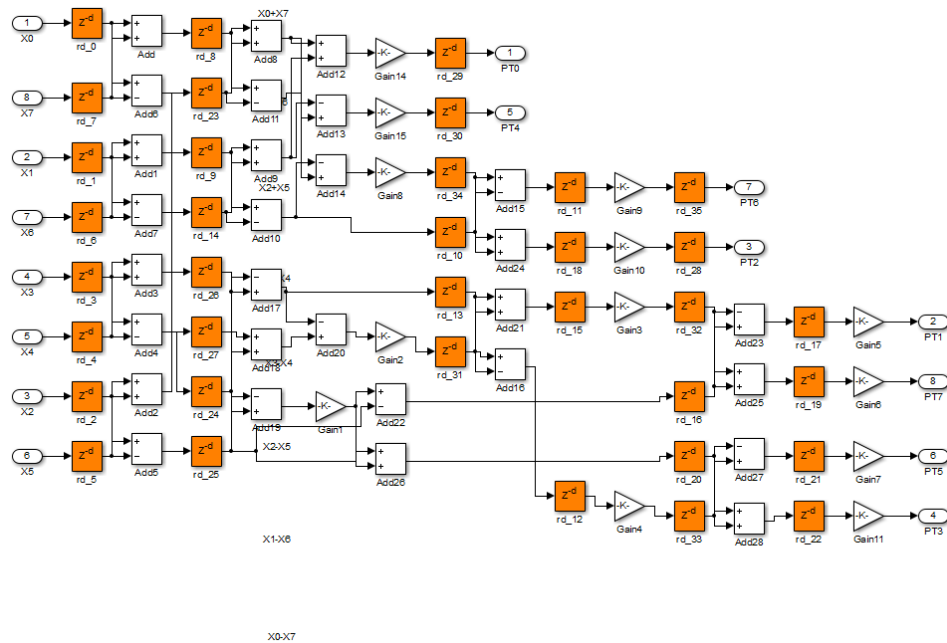 X0+X7
1 X0 Z-d rd_0 + + Add Z-d rd_8 + + Add8 + + Add12 -K- Gain14 Z-d rd_29 1 PT0
8 X7 Z-d rd_7 + − Add6 Z-d rd_23 + − Add11 − + Add13 -K- Gain15 Z-d rd_30 5 PT4
2 X1 Z-d rd_1 + + Add1 Z-d rd_9 + + Add9 − + Add14 -K- Gain8 Z-d rd_34 + − Add15 Z-d rd_11 -K- Gain9 Z-d rd_35 7 PT6
X2+X5
7 X6 Z-d rd_6 + − Add7 Z-d rd_14 + − Add10 Z-d rd_10 + + Add24 Z-d rd_18 -K- Gain10 Z-d rd_28 3 PT2
4 X3 Z-d rd_3 + + Add3 Z-d rd_26 − + Add17 Z-d rd_13 + + Add21 Z-d rd_15 -K- Gain3 Z-d rd_32 − − Add23 Z-d rd_17 -K- Gain5 2 PT1
5 X4 Z-d rd_4 + − Add4 Z-d rd_27 + + Add18 − + Add20 -K- Gain2 Z-d rd_31 + − Add16
3 X2 Z-d rd_2 + + Add2 Z-d rd_24 − + Add19 -K- Gain1 + − Add22 Z-d rd_16 + + Add25 Z-d rd_19 -K- Gain6 8 PT7
X2-X5
6 X5 Z-d rd_5 + − Add5 Z-d rd_25 + + Add26 Z-d rd_20 − + Add27 Z-d rd_21 -K- Gain7 6 PT5
Z-d rd_12 -K- Gain4 Z-d rd_33 + + Add28 Z-d rd_22 -K- Gain11 4 PT3
X1-X6
X0-X7